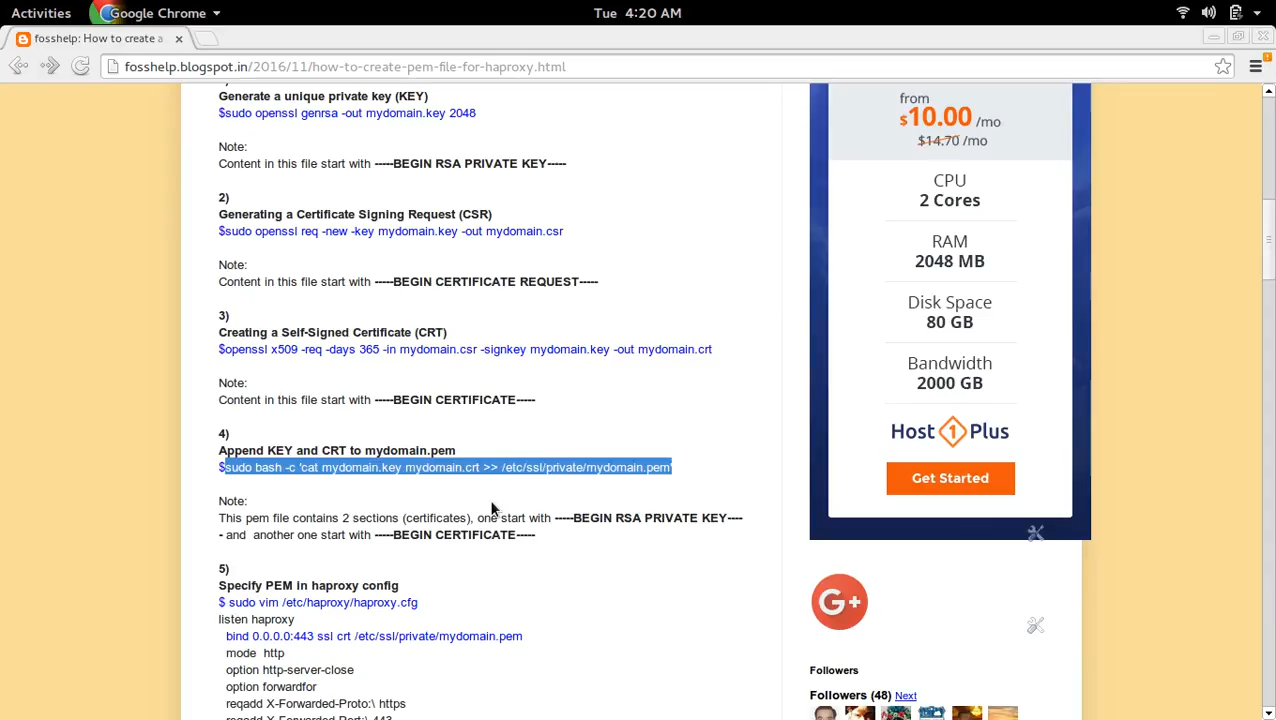 Activities
Google Chrome
Tue 4:20 AM
fosshelp: How to create a
fosshelp.blogspot.in/2016/11/how-to-create-pem-file-for-haproxy.html
Generate a unique private key (KEY)
$sudo openssl genrsa -out mydomain.key 2048
Note:
Content in this file start with -----BEGIN RSA PRIVATE KEY-----
2)
Generating a Certificate Signing Request (CSR)
$sudo openssl req -new -key mydomain.key -out mydomain.csr
Note:
Content in this file start with -----BEGIN CERTIFICATE REQUEST-----
3)
Creating a Self-Signed Certificate (CRT)
$openssl x509 -req -days 365 -in mydomain.csr -signkey mydomain.key -out mydomain.crt
Note:
Content in this file start with -----BEGIN CERTIFICATE-----
4)
Append KEY and CRT to mydomain.pem
$sudo bash -c 'cat mydomain.key mydomain.crt >> /etc/ssl/private/mydomain.pem'
Note:
This pem file contains 2 sections (certificates), one start with -----BEGIN RSA PRIVATE KEY----
- and  another one start with -----BEGIN CERTIFICATE-----
5)
Specify PEM in haproxy config
$ sudo vim /etc/haproxy/haproxy.cfg
listen haproxy
bind 0.0.0.0:443 ssl crt /etc/ssl/private/mydomain.pem
mode  http
option http-server-close
option forwardfor
reqadd X-Forwarded-Proto:\ https
reqadd X-Forwarded-Port:\ 443
from
$10.00 /mo
$14.70 /mo
CPU
2 Cores
RAM
2048 MB
Disk Space
80 GB
Bandwidth
2000 GB
Host 1 Plus
Get Started
G+
Followers
Followers (48) Next